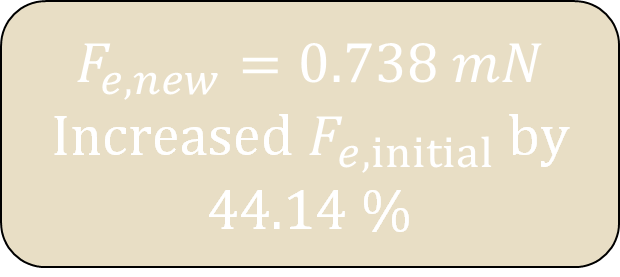 F_{e,new} = 0.738 mN
Increased F_{e,initial} by
44.14 %